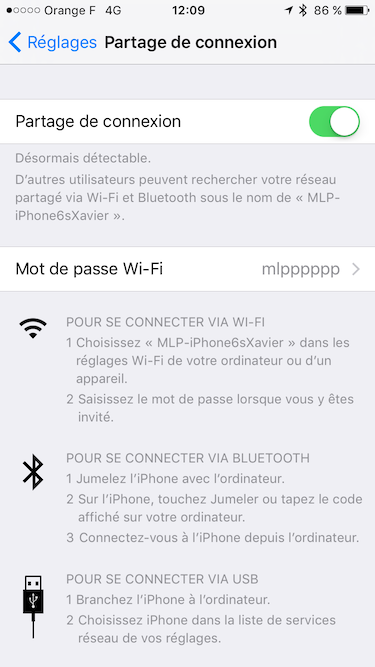 Orange F 4G 12:09 86 %
Réglages Partage de connexion
Partage de connexion
Désormais détectable.
D’autres utilisateurs peuvent rechercher votre réseau
partagé via Wi-Fi et Bluetooth sous le nom de « MLP-
iPhone6sXavier ».
Mot de passe Wi-Fi mlpppppp
POUR SE CONNECTER VIA WI-FI
1 Choisissez « MLP-iPhone6sXavier » dans les
réglages Wi-Fi de votre ordinateur ou d’un
appareil.
2 Saisissez le mot de passe lorsque vous y êtes
invité.
POUR SE CONNECTER VIA BLUETOOTH
1 Jumelez l’iPhone avec l’ordinateur.
2 Sur l’iPhone, touchez Jumeler ou tapez le code
affiché sur votre ordinateur.
3 Connectez-vous à l’iPhone depuis l’ordinateur.
POUR SE CONNECTER VIA USB
1 Branchez l’iPhone à l’ordinateur.
2 Choisissez iPhone dans la liste de services
réseau de vos réglages.